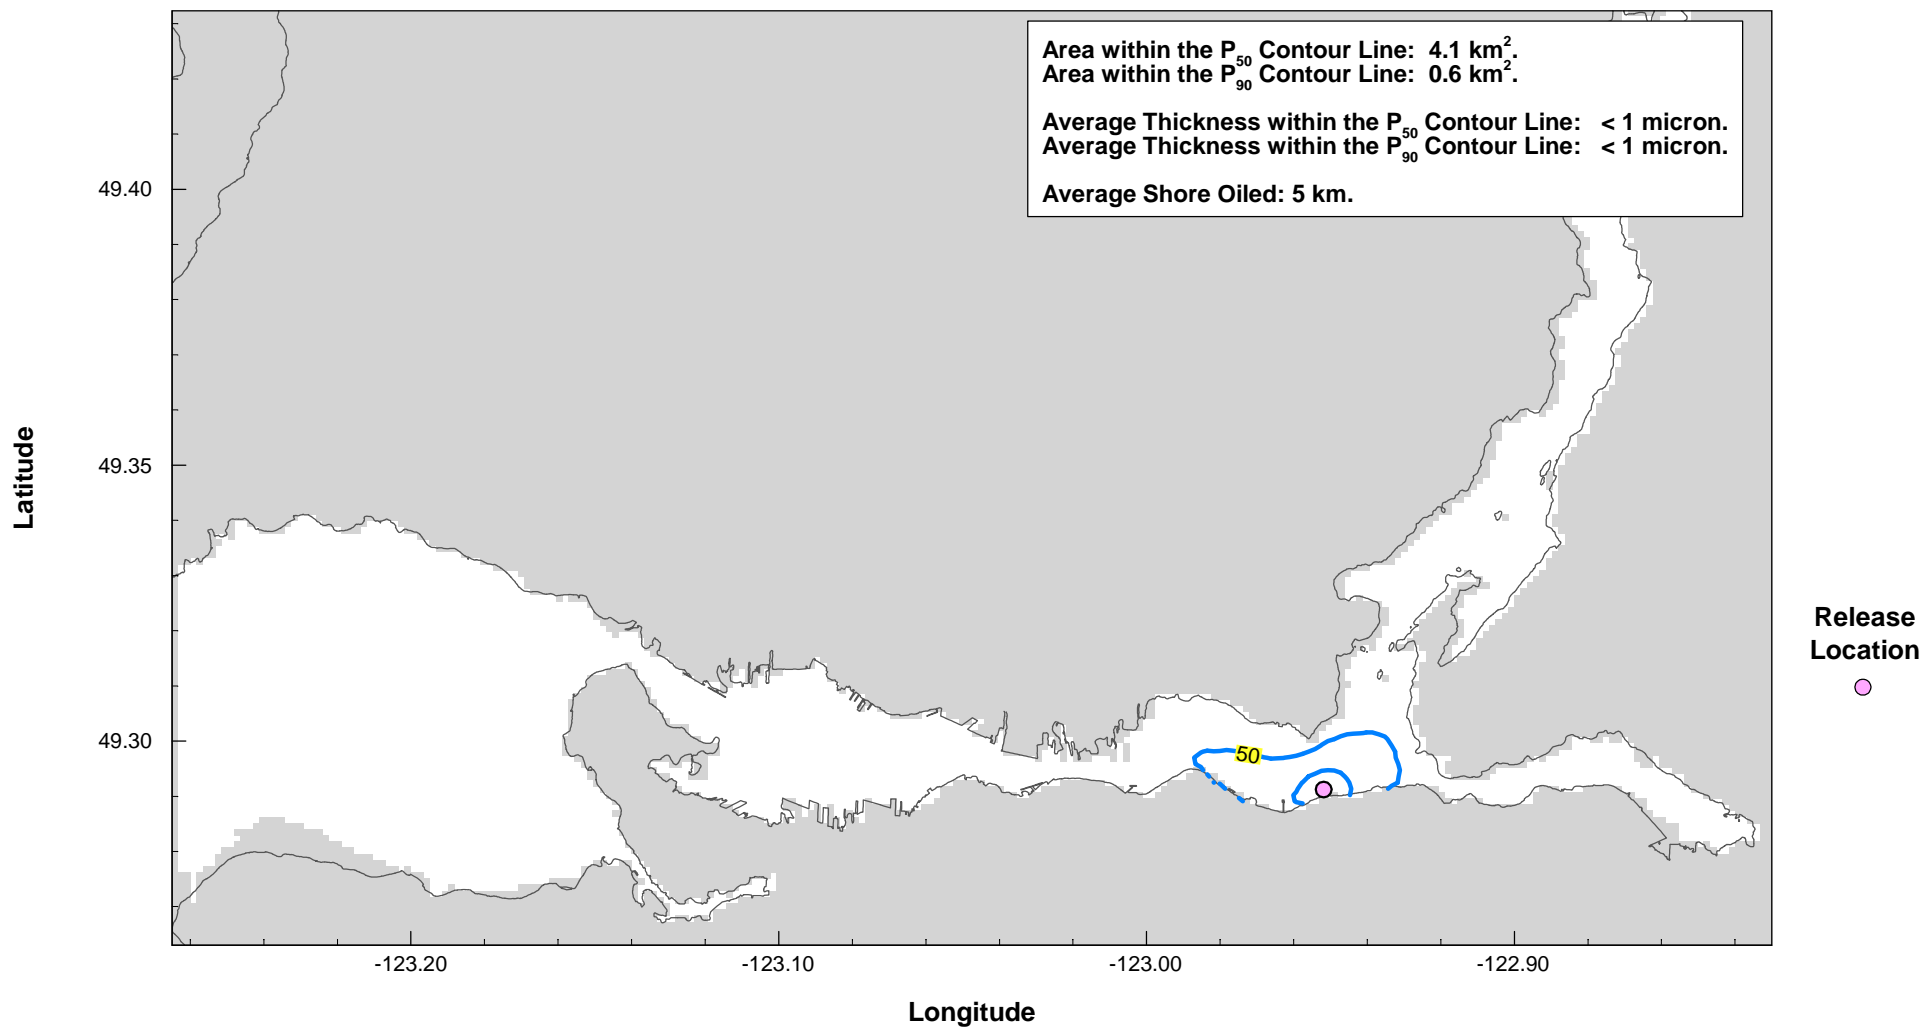 Area within the P50 Contour Line: 4.1 km2.
Area within the P90 Contour Line: 0.6 km2.
Average Thickness within the P50 Contour Line: < 1 micron.
Average Thickness within the P90 Contour Line: < 1 micron.
Average Shore Oiled: 5 km.
49.40
49.35
49.30
Latitude
50
Release
Location
-123.20
-123.10
-123.00
-122.90
Longitude